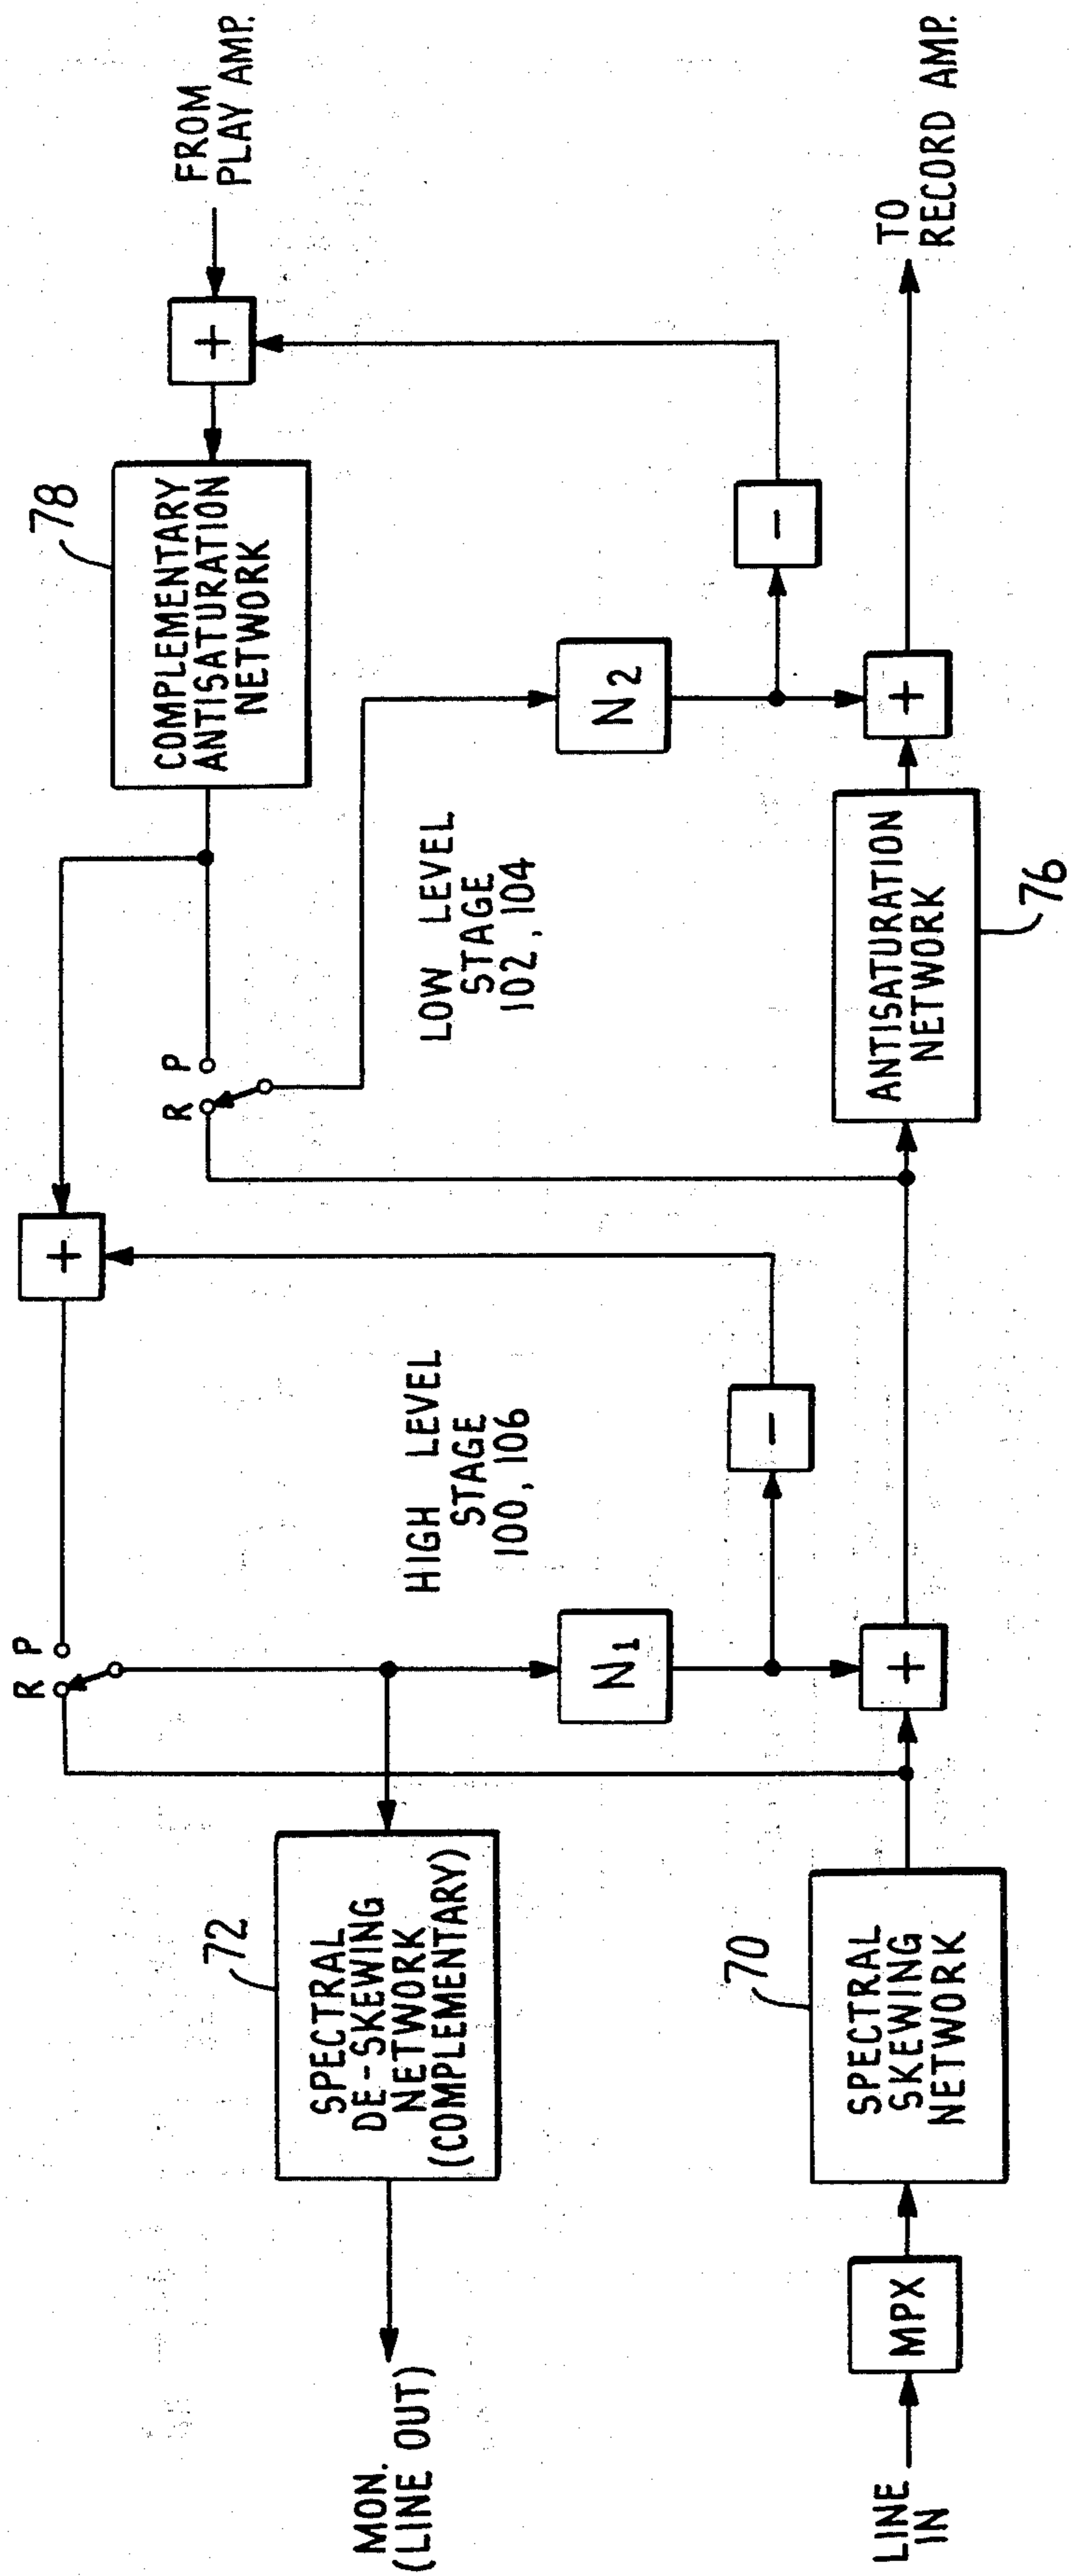 FROM
PLAY AMP.
+
78
COMPLEMENTARY
ANTISATURATION
NETWORK
R P
+
R P
HIGH LEVEL
STAGE
100, 106
LOW LEVEL
STAGE
102, 104
N1
N2
-
-
72
SPECTRAL
DE-SKEWING
NETWORK
(COMPLEMENTARY)
MON.
(LINE OUT)
LINE
IN
MPX
70
SPECTRAL
SKEWING
NETWORK
+
ANTISATURATION
NETWORK
76
+
TO
RECORD AMP.